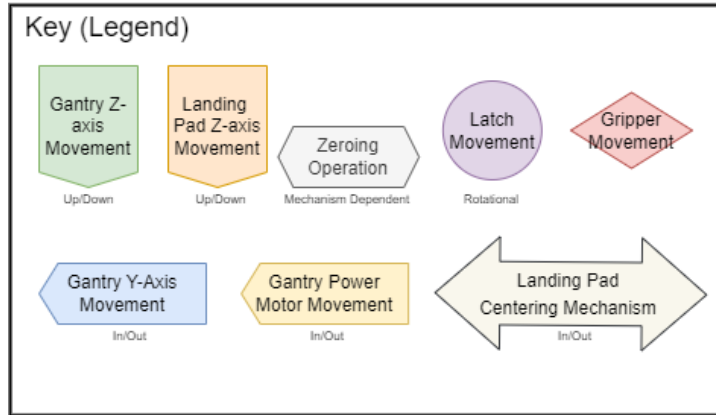 Key (Legend)
Gantry Z-
axis
Movement
Up/Down
Landing
Pad Z-axis
Movement
Up/Down
Zeroing
Operation
Mechanism Dependent
Latch
Movement
Rotational
Gripper
Movement
Gantry Y-Axis
Movement
In/Out
Gantry Power
Motor Movement
In/Out
Landing Pad
Centering Mechanism
In/Out